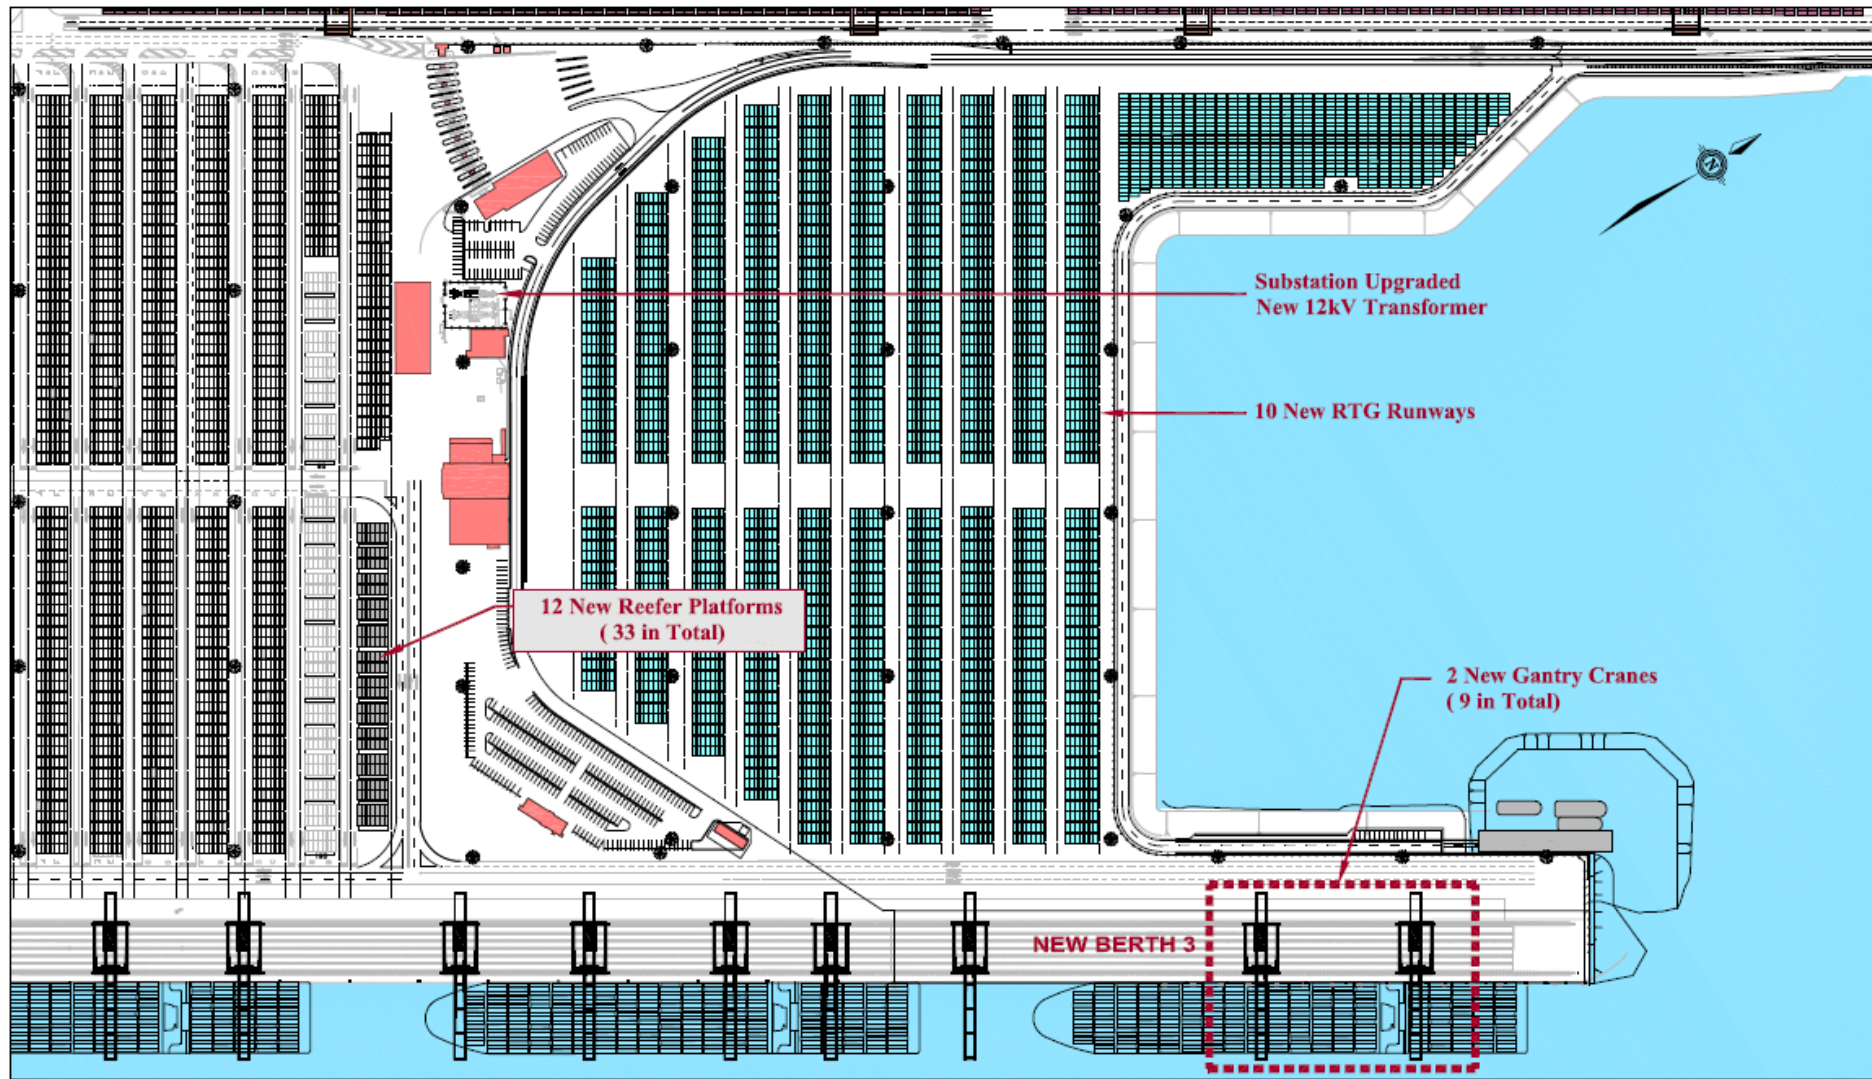 N
Substation Upgraded
New 12kV Transformer
10 New RTG Runways
12 New Reefer Platforms
( 33 in Total)
2 New Gantry Cranes
( 9 in Total)
NEW BERTH 3